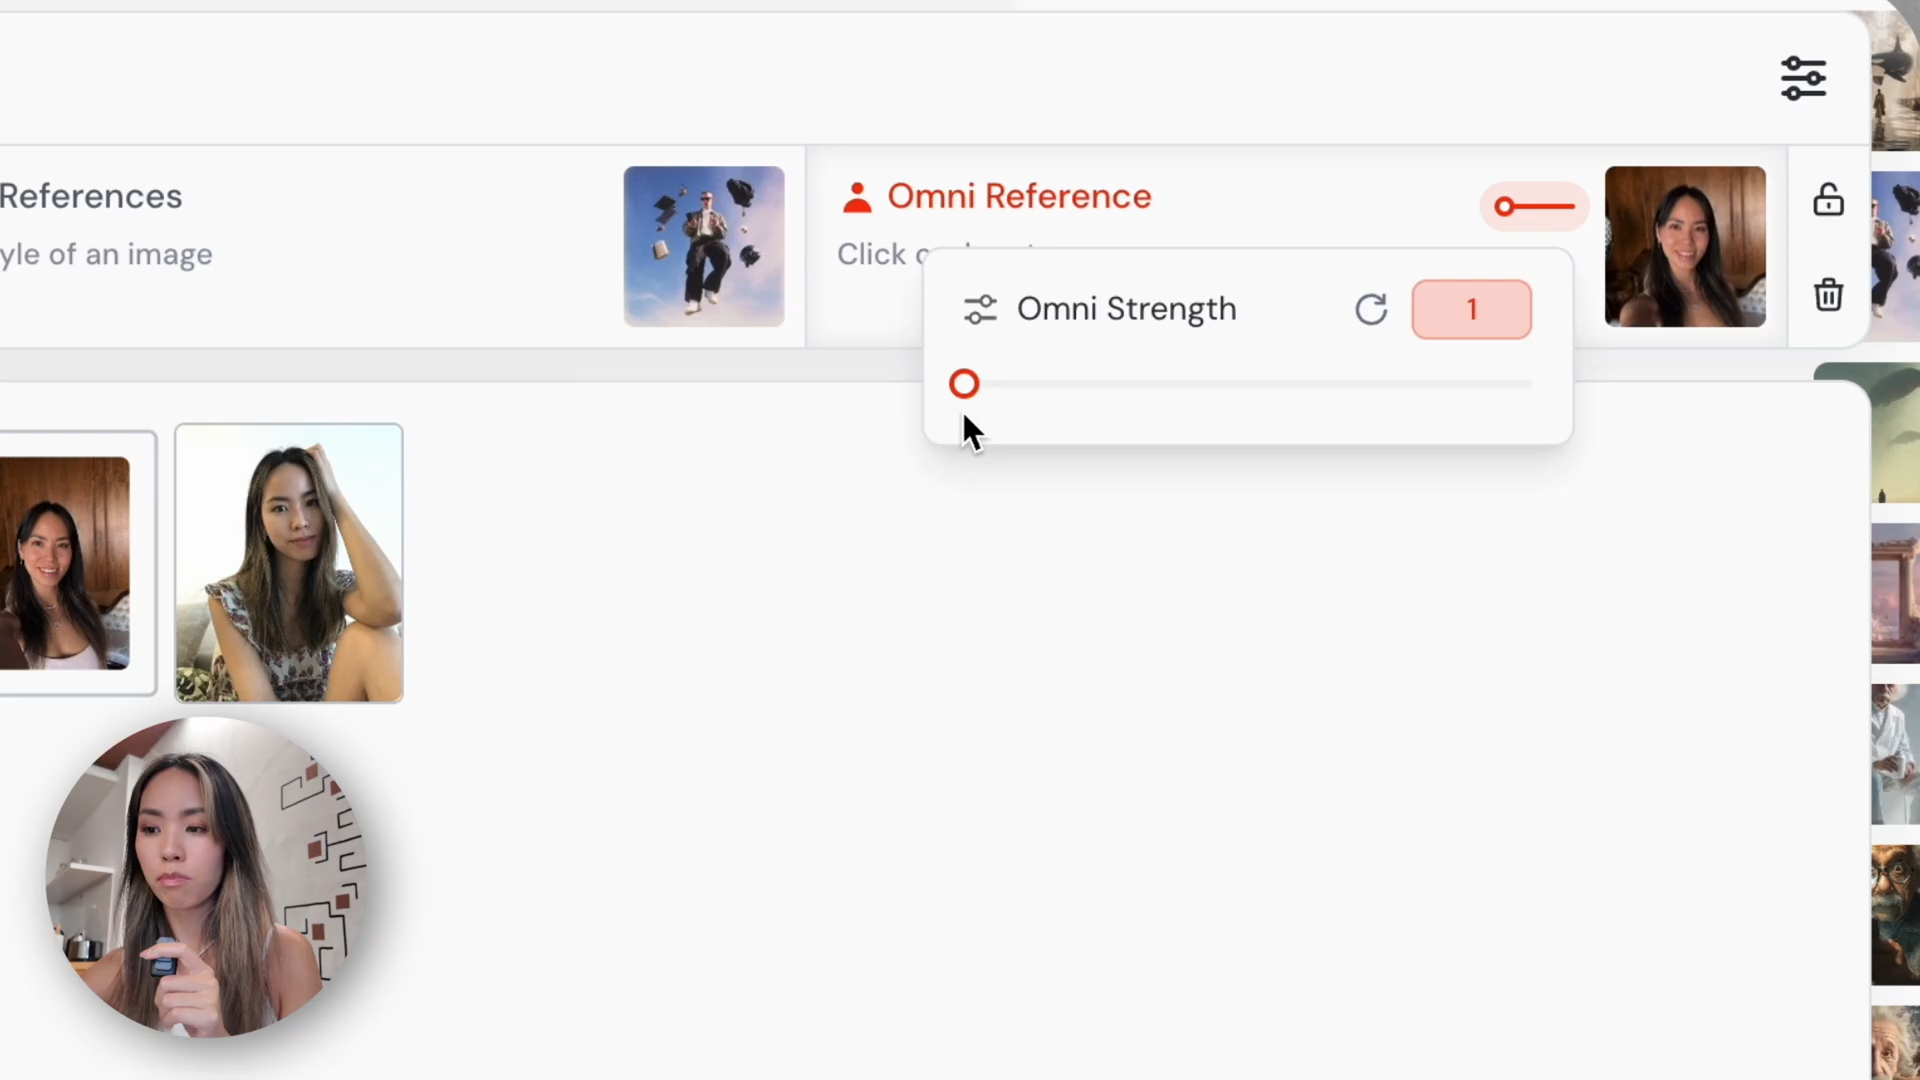 References
yle of an image
Omni Reference
Click
Omni Strength
1